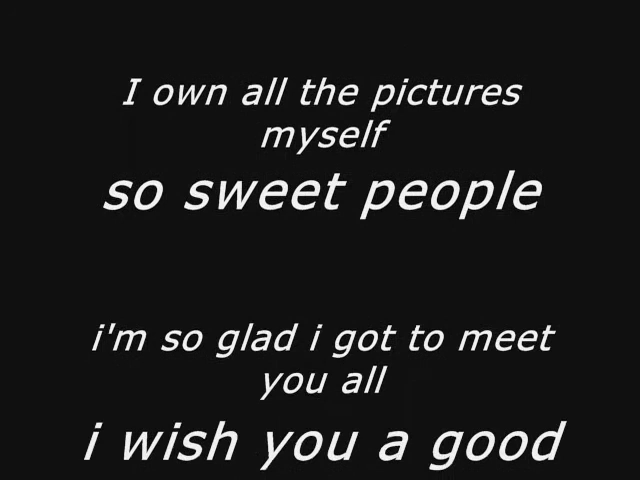 I own all the pictures
myself
so sweet people
i'm so glad i got to meet
you all
i wish you a good